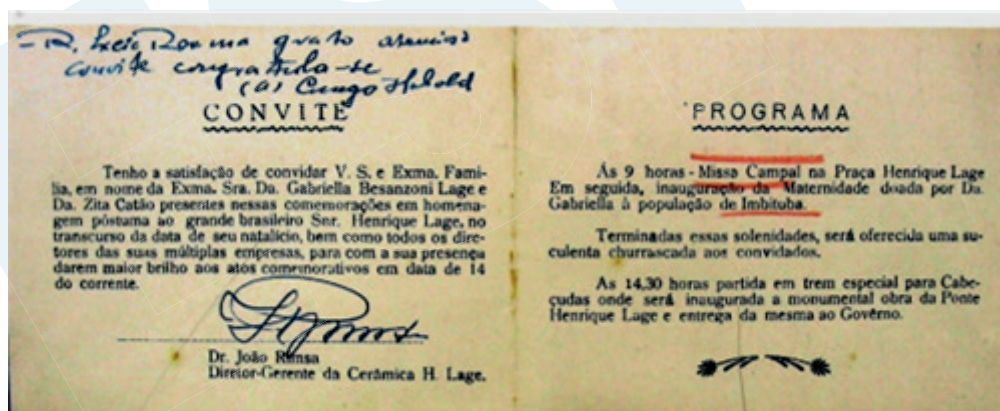 R. grato
convite congratula-se
(a)
CONVITE
Tenho a satisfação de convidar V. S. e Exma. Famí-
lia, em nome da Exma. Sra. Da. Gabriella Besanzoni Lage e
Da. Zita Catão presentes nessas comemorações em homena-
gem póstuma ao grande brasileiro Snr. Henrique Lage, no
transcurso da data de seu natalício, bem como todos os dire-
tores das suas múltiplas empresas, para com a sua presença
darem maior brilho aos atos comemorativos em data de 14
do corrente.
Dr. João Rimsa
Diretor-Gerente da Cerâmica H. Lage.
PROGRAMA
Ás 9 horas - Missa Campal na Praça Henrique Lage
Em seguida, inauguração da Maternidade doada por Da.
Gabriella à população de Imbituba.
Terminadas essas solenidades, será oferecida uma su-
culenta churrascada aos convidados.
As 14,30 horas partida em trem especial para Cabe-
çudas onde será inaugurada a monumental obra da Ponte
Henrique Lage e entrega da mesma ao Govêrno.